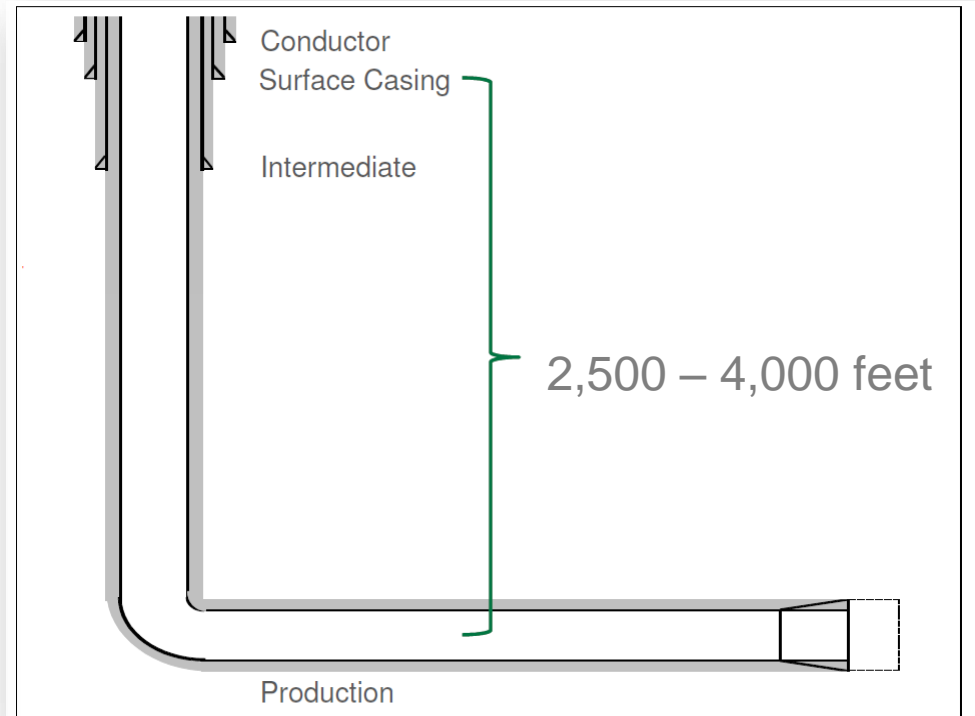 Conductor
Surface Casing
Intermediate
2,500 – 4,000 feet
Production